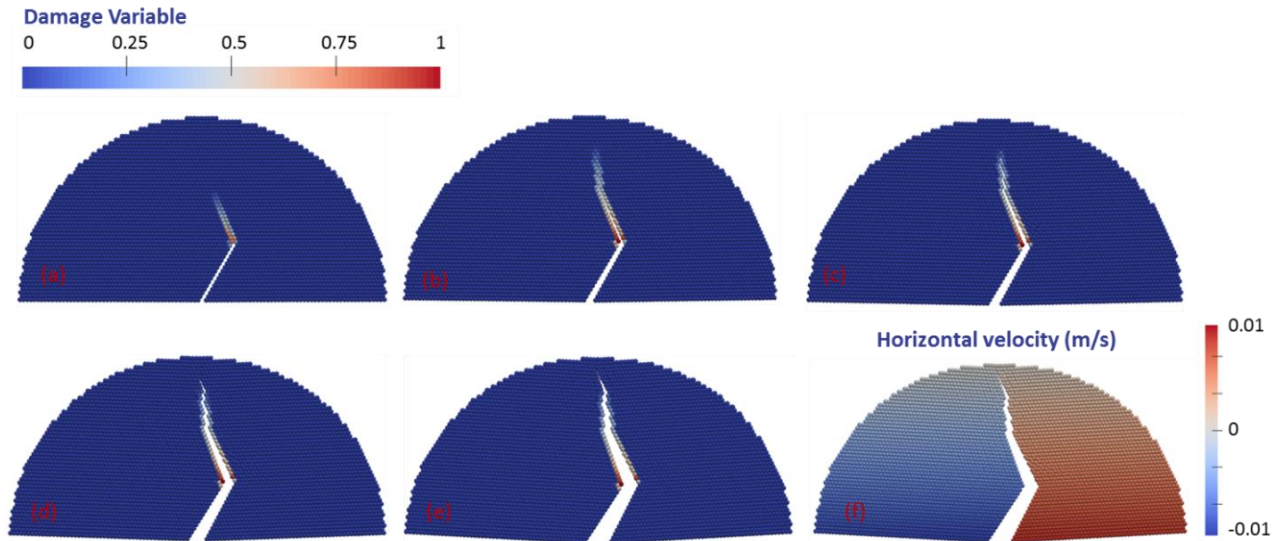 Damage Variable
0 0.25 0.5 0.75 1
(a)
(b)
(c)
Horizontal velocity (m/s)
0.01
0
-0.01
(d)
(e)
(f)